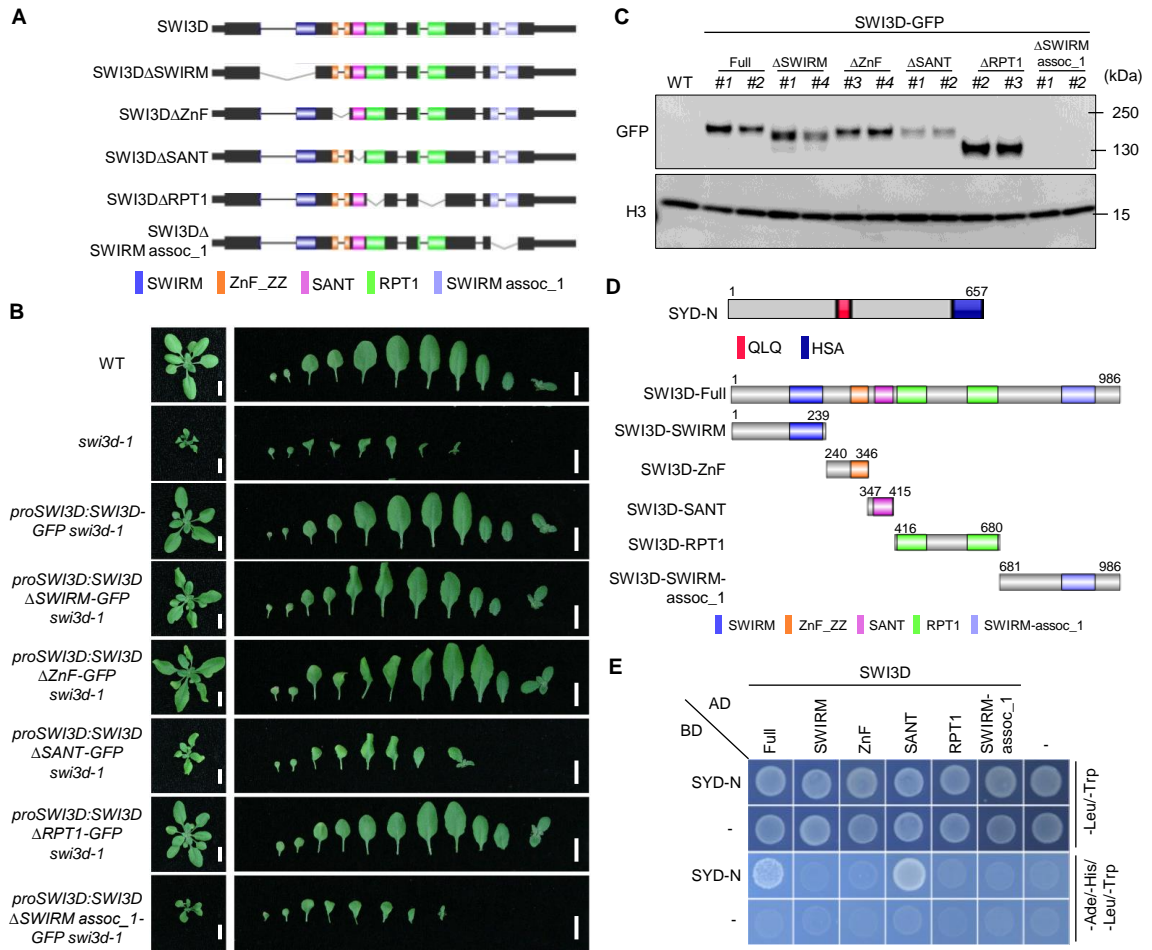 A
SWI3D
SWI3DΔSWIRM
SWI3DΔZnF
SWI3DΔSANT
SWI3DΔRPT1
SWI3DΔ
SWIRM assoc_1
SWIRM ZnF_ZZ SANT RPT1 SWIRM assoc_1
B
WT
swi3d-1
proSWI3D:SWI3D-
GFP swi3d-1
proSWI3D:SWI3D
ΔSWIRM-GFP
swi3d-1
proSWI3D:SWI3D
ΔZnF-GFP
swi3d-1
proSWI3D:SWI3D
ΔSANT-GFP
swi3d-1
proSWI3D:SWI3D
ΔRPT1-GFP
swi3d-1
proSWI3D:SWI3D
ΔSWIRM assoc_1-
GFP swi3d-1
C
SWI3D-GFP
Full ΔSWIRM ΔZnF ΔSANT ΔRPT1 ΔSWIRM
assoc_1
WT #1 #2 #1 #4 #3 #4 #1 #2 #2 #3 #1 #2 (kDa)
GFP
250
130
H3
15
D
1 657
SYD-N
QLQ HSA
1 986
SWI3D-Full
1 239
SWI3D-SWIRM
240 346
SWI3D-ZnF
347 415
SWI3D-SANT
416 680
SWI3D-RPT1
681 986
SWI3D-SWIRM-
assoc_1
SWIRM ZnF_ZZ SANT RPT1 SWIRM-assoc_1
E
SWI3D
AD
BD
Full SWIRM ZnF SANT RPT1 SWIRM-
assoc_1 -
SYD-N
-
-Leu/-Trp
SYD-N
-
-Ade/-His/
-Leu/-Trp